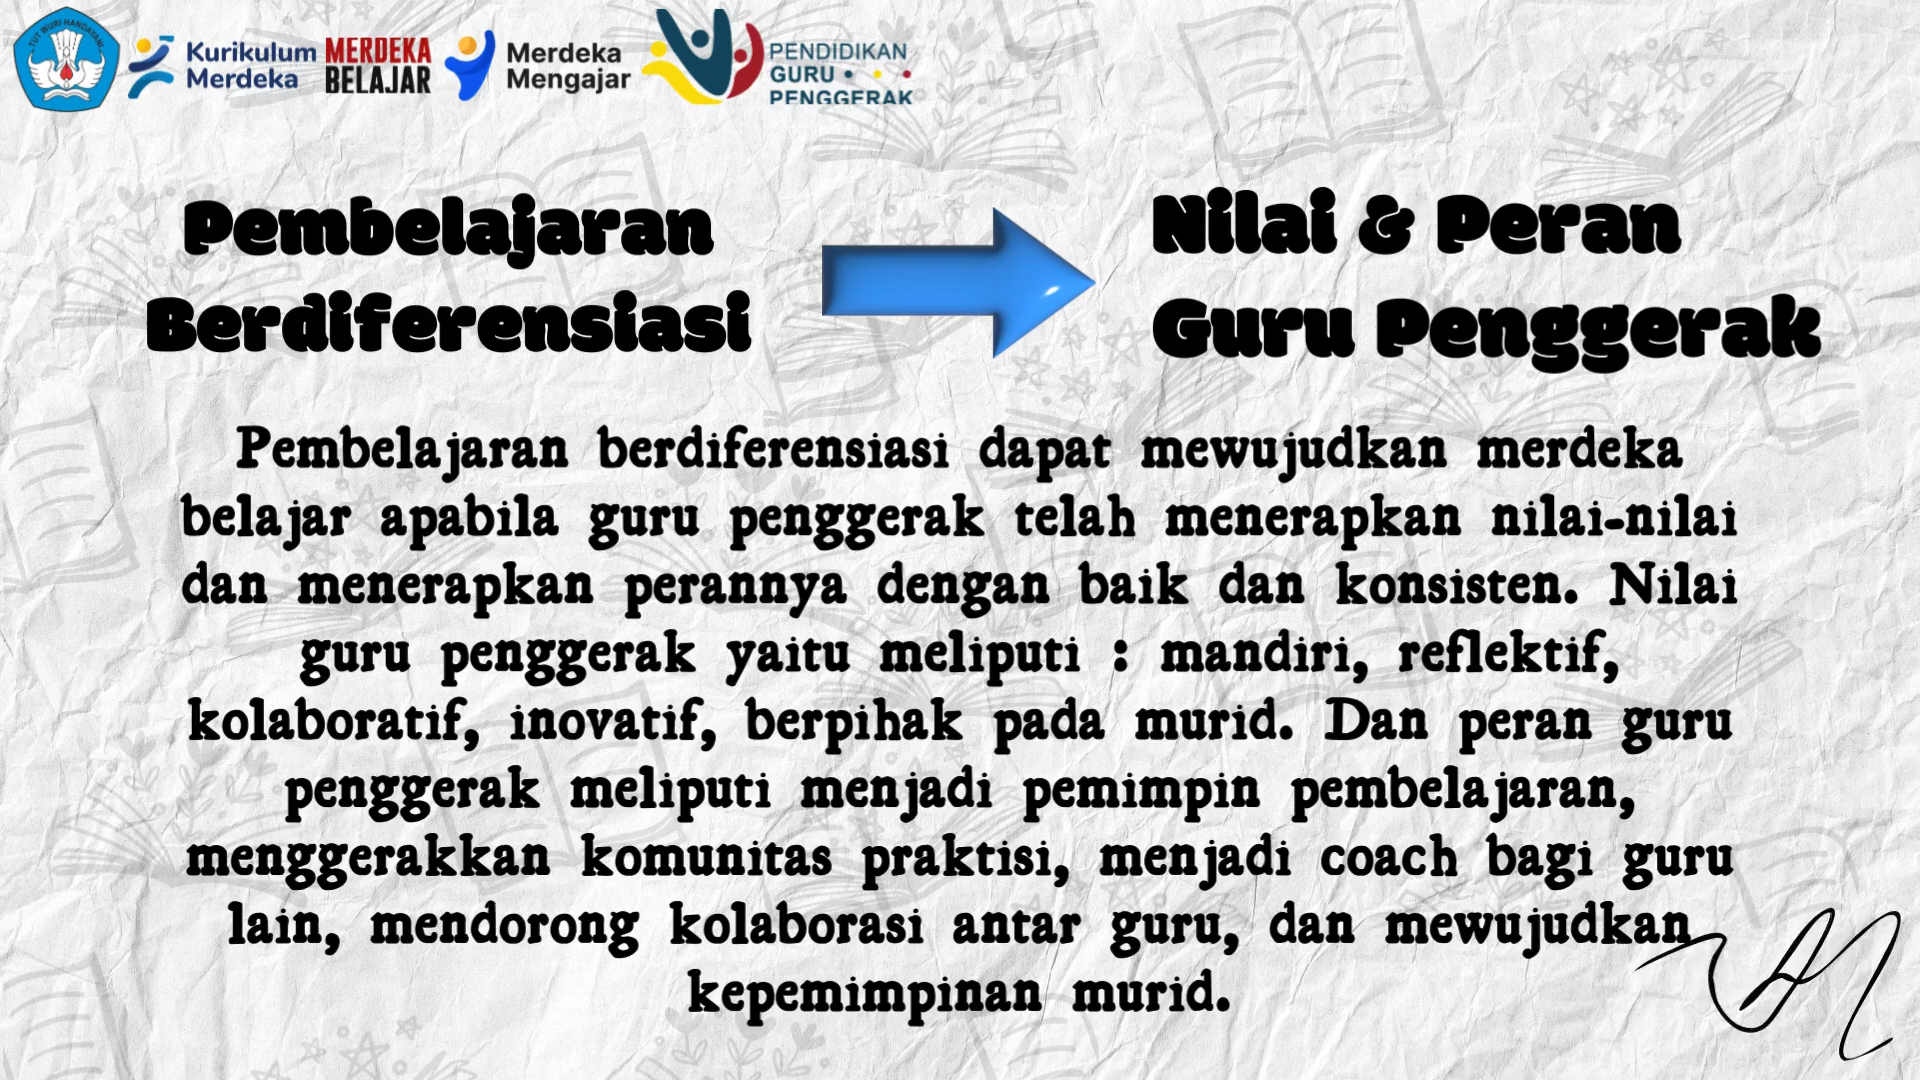 TUT WURI HANDAYANI
Kurikulum
Merdeka
MERDEKA
BELAJAR
Merdeka
Mengajar
PENDIDIKAN
GURU
PENGGERAK
Pembelajaran
Berdiferensiasi
Nilai & Peran
Guru Penggerak
Pembelajaran berdiferensiasi dapat mewujudkan merdeka
belajar apabila guru penggerak telah menerapkan nilai-nilai
dan menerapkan perannya dengan baik dan konsisten. Nilai
guru penggerak yaitu meliputi : mandiri, reflektif,
kolaboratif, inovatif, berpihak pada murid. Dan peran guru
penggerak meliputi menjadi pemimpin pembelajaran,
menggerakkan komunitas praktisi, menjadi coach bagi guru
lain, mendorong kolaborasi antar guru, dan mewujudkan
kepemimpinan murid.